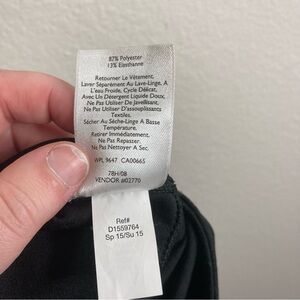 87% Polyester
13% Elasthanne
Retourner Le Vêtement,
Laver Séparément Au Lave-Linge, A
L'eau Froide, Cycle Délicat,
Avec Un Détergent Liquide Doux,
Ne Pas Utiliser De Javellisant,
Ne Pas Utiliser D'assouplissants
Textiles.
Sécher Au Sèche-Linge A Basse
Température,
Retirer Immédiatement,
Ne Pas Repasser,
Ne Pas Nettoyer A Sec.
WPL 9647 CA00665
78H/08
VENDOR #02770
Ref#
D1559764
Sp 15/Su 15